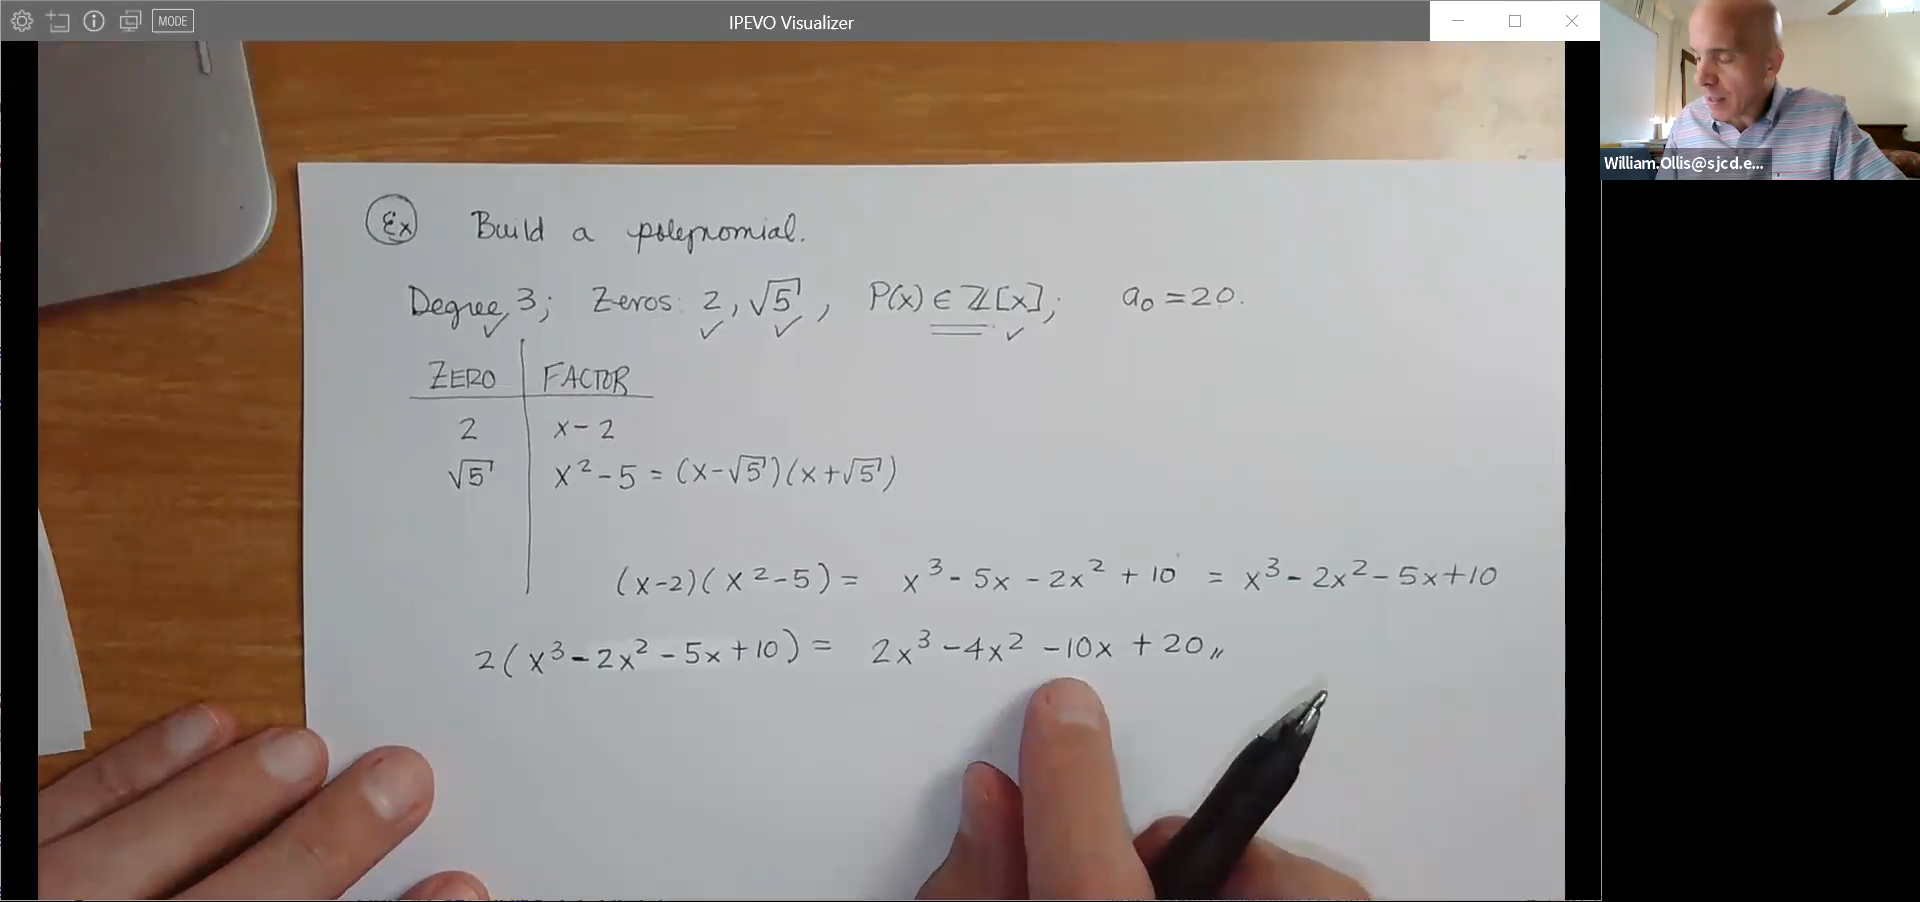 MODE
IPEVO Visualizer
William.Ollis@sjcd.e...
Ex Build a polynomial.
Degree 3; Zeros: 2, √5, P(x) ∈ ℤ[x]; a₀ = 20.
ZERO FACTOR
2 x - 2
√5 x² - 5 = (x - √5)(x + √5)
(x-2)(x² - 5) = x³ - 5x - 2x² + 10 = x³ - 2x² - 5x + 10
2(x³ - 2x² - 5x + 10) = 2x³ - 4x² - 10x + 20 〃